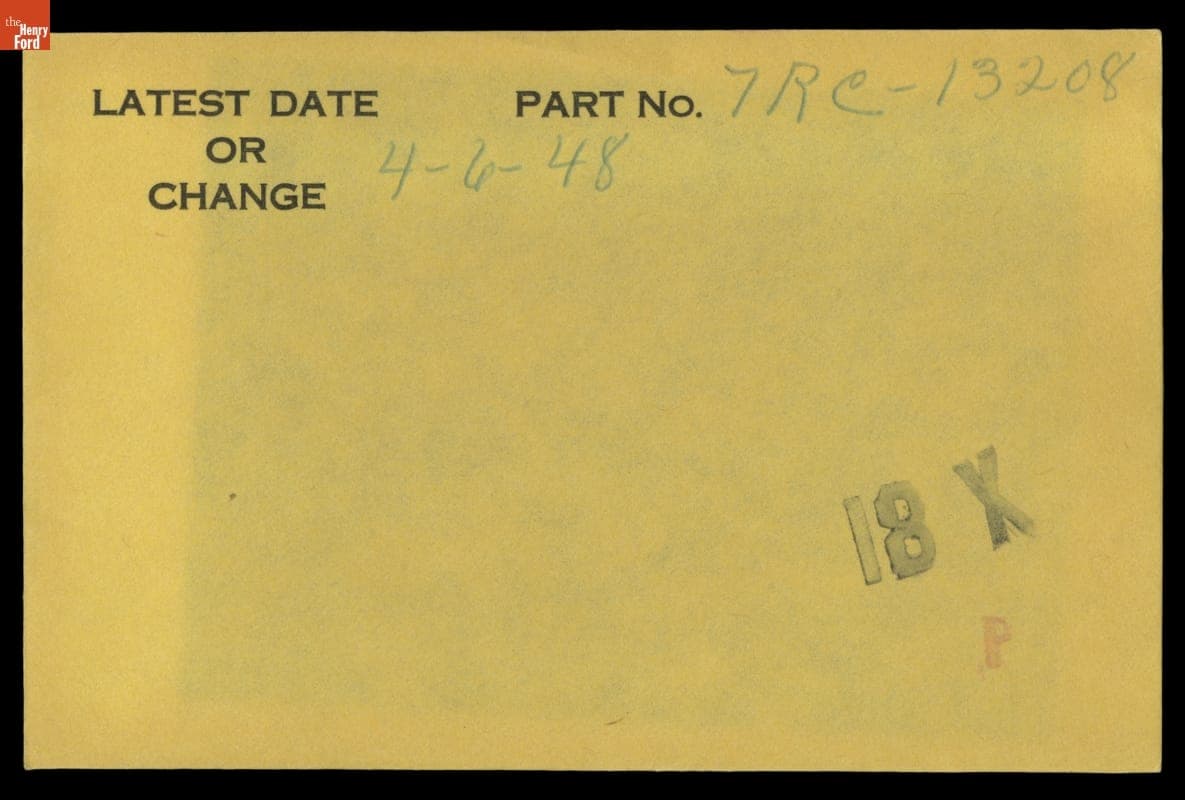 the
Henry
Ford
LATEST DATE PART No. 7RC-13208
OR
CHANGE 4-6-48
18 X